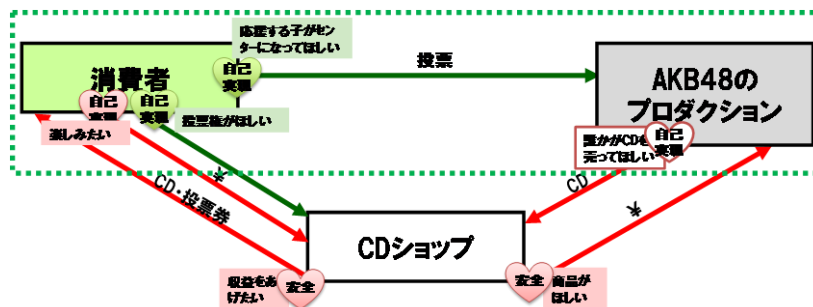 応援する子がセン
ターになってほしい
消費者
自己
実現
投票
AKB48の
プロダクション
自己
実現
自己
実現
楽しみたい
投票権がほしい
誰かがCDを
売ってほしい
自己
実現
CD・投票券
¥
CD
¥
CDショップ
収益をあ
げたい
安全
安全
商品が
ほしい